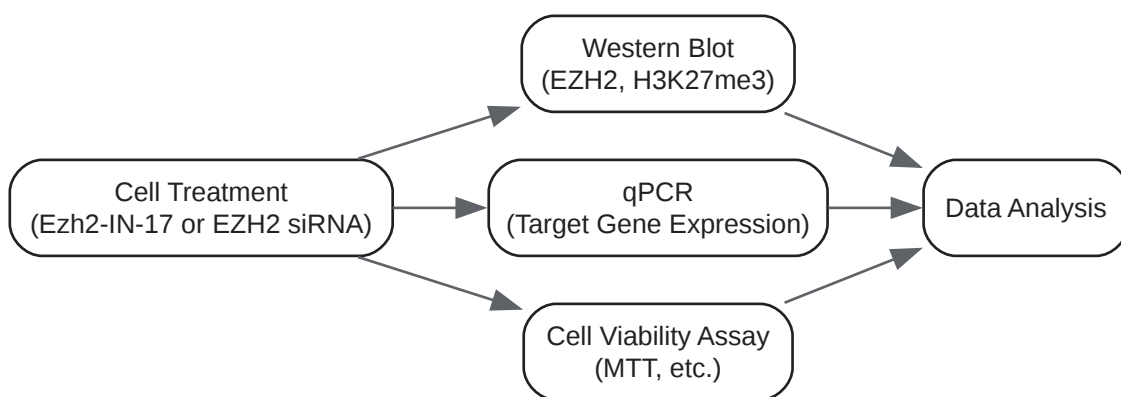 Western Blot
(EZH2, H3K27me3)
Cell Treatment
(Ezh2-IN-17 or EZH2 siRNA)
qPCR
(Target Gene Expression)
Data Analysis
Cell Viability Assay
(MTT, etc.)